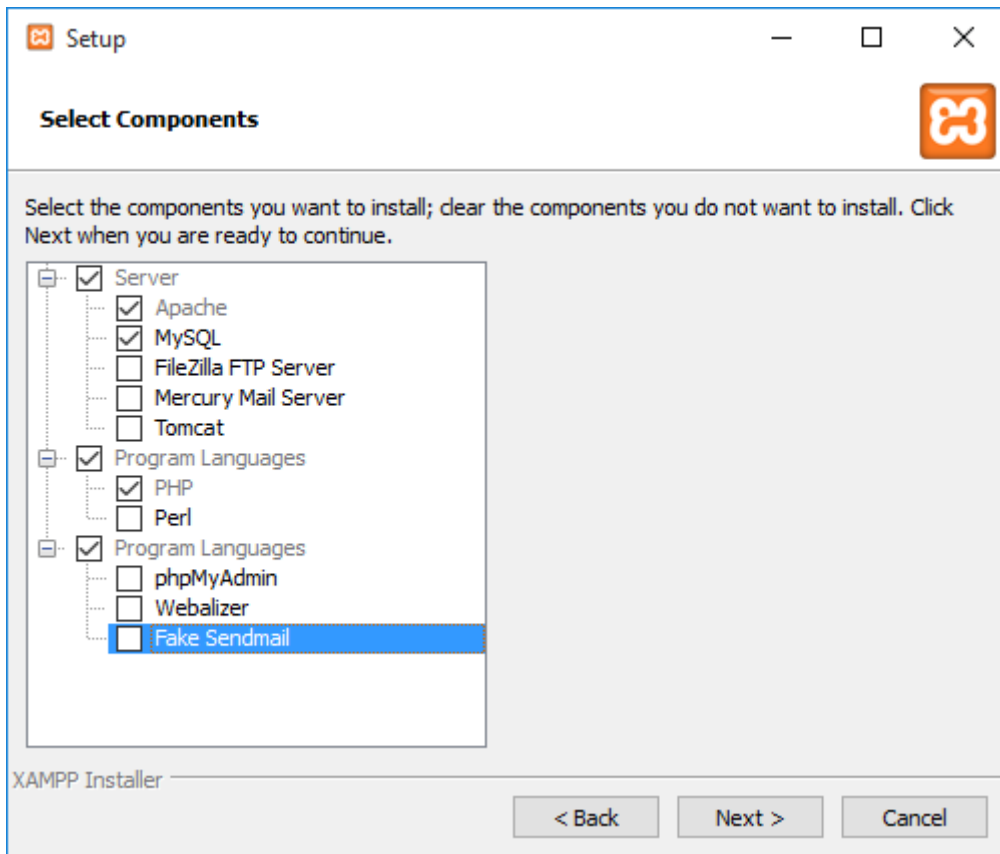 Setup
Select Components
Select the components you want to install; clear the components you do not want to install. Click
Next when you are ready to continue.
Server
Apache
MySQL
FileZilla FTP Server
Mercury Mail Server
Tomcat
Program Languages
PHP
Perl
Program Languages
phpMyAdmin
Webalizer
Fake Sendmail
XAMPP Installer
< Back Next > Cancel